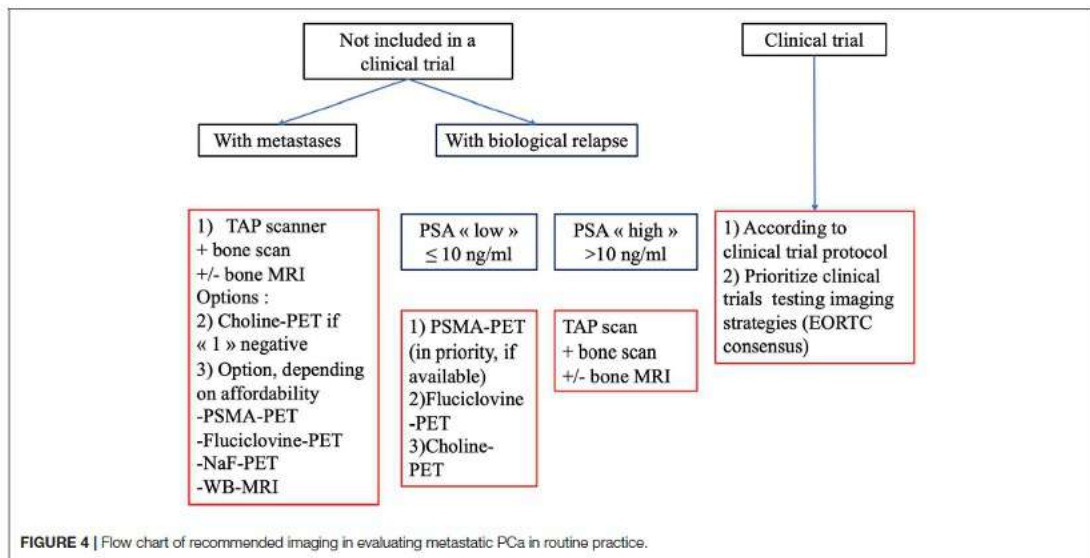 Not included in a
clinical trial
Clinical trial
With metastases
With biological relapse
1) TAP scanner
+ bone scan
+/- bone MRI
Options :
2) Choline-PET if
« 1 » negative
3) Option, depending
on affordability
-PSMA-PET
-Fluciclovine-PET
-NaF-PET
-WB-MRI
PSA « low »
≤ 10 ng/ml
PSA « high »
>10 ng/ml
1) PSMA-PET
(in priority, if
available)
2)Fluciclovine
-PET
3)Choline-
PET
TAP scan
+ bone scan
+/- bone MRI
1) According to
clinical trial protocol
2) Prioritize clinical
trials testing imaging
strategies (EORTC
consensus)
FIGURE 4 | Flow chart of recommended imaging in evaluating metastatic PCa in routine practice.